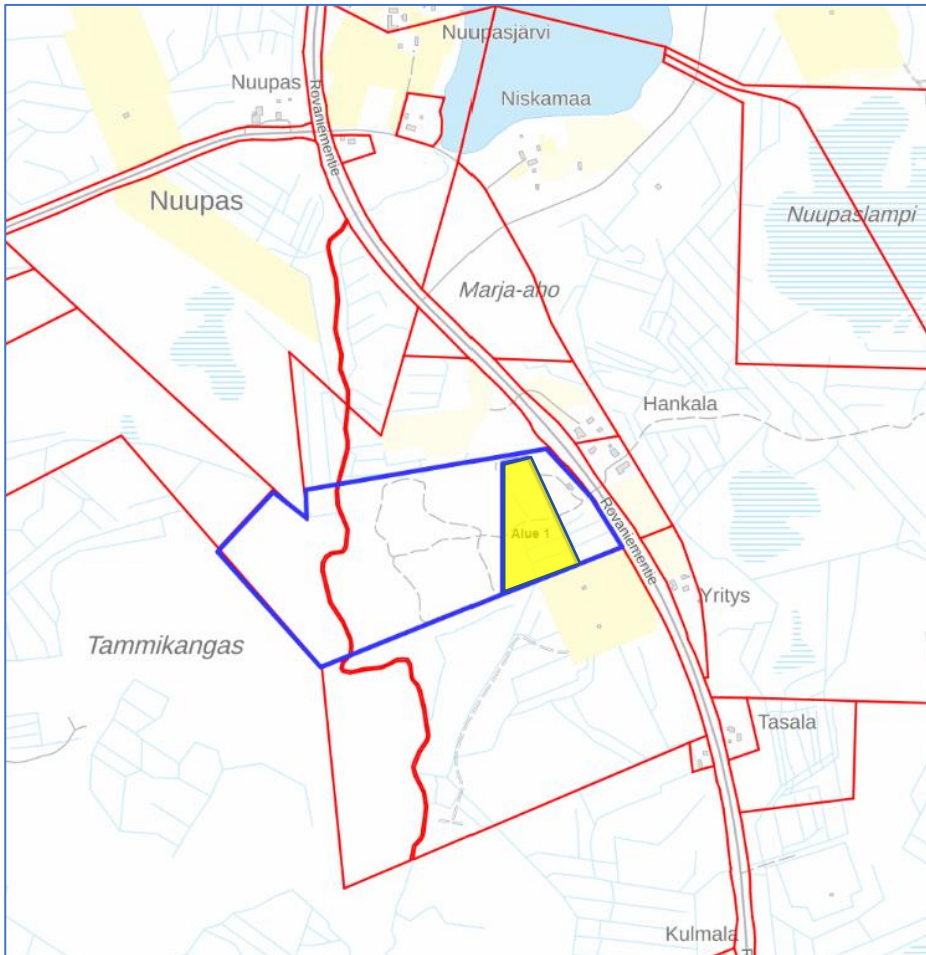 Nuupasjärvi
Nuupas
Niskamaa
Rovaniementie
Nuupas
Nuupaslampi
Marja-aho
Hankala
Rovaniementie
Alue 1
Yritys
Tammikangas
Tasala
Kulmala
R